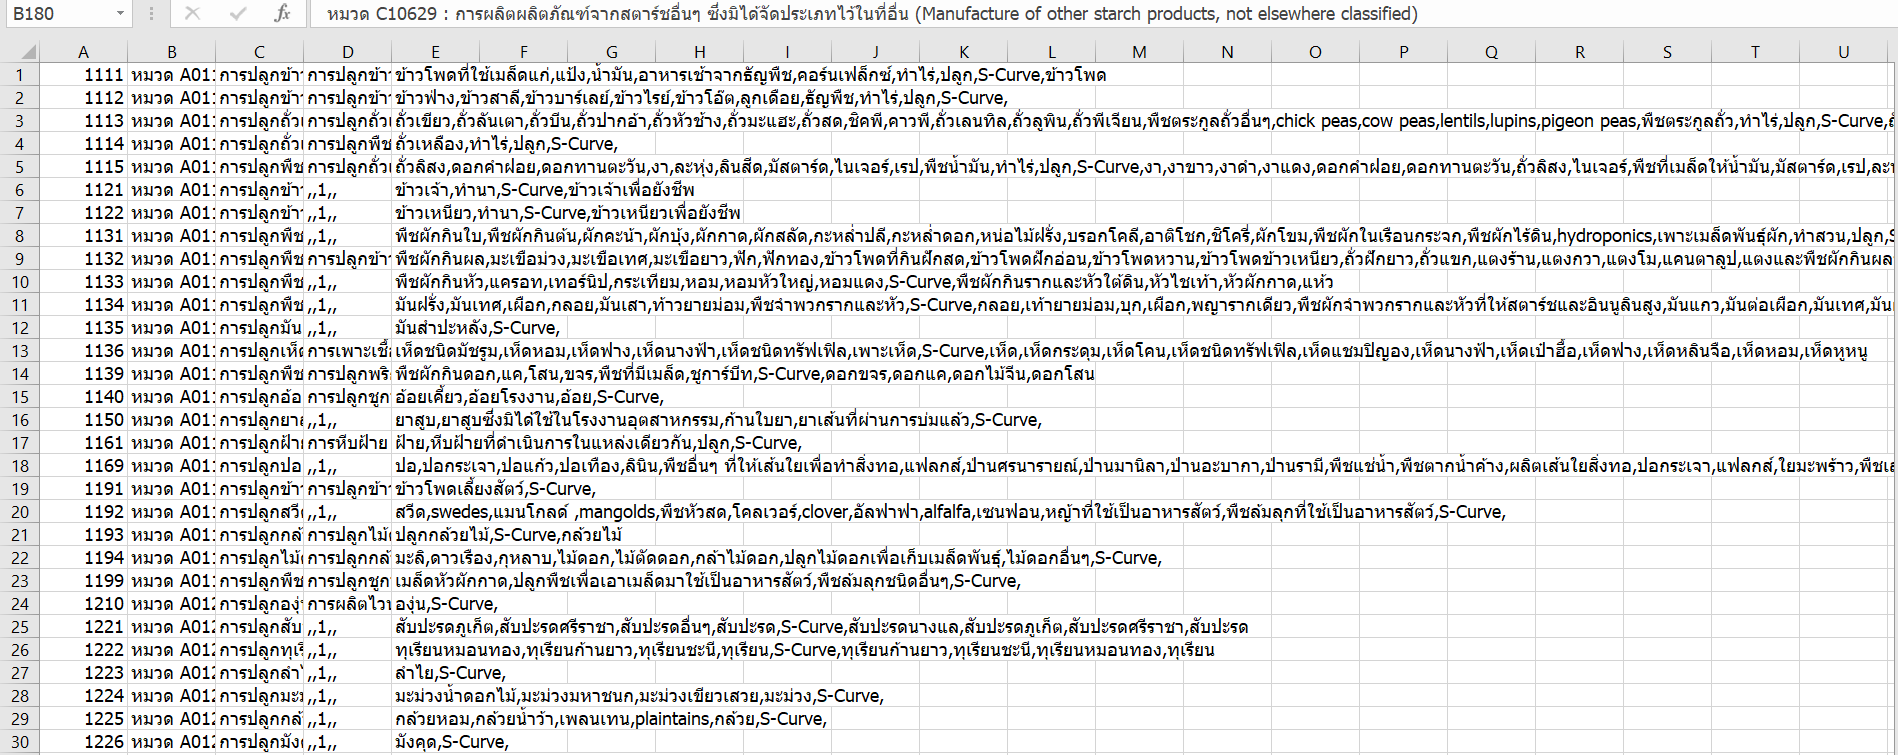 B180 fx หมวด C10629 : การผลิตผลิตภัณฑ์จากสตาร์ชอื่นๆ ซึ่งมิได้จัดประเภทไว้ในที่อื่น (Manufacture of other starch products, not elsewhere classified)
A B C D E F G H I J K L M N O P Q R S T U
1 1111 หมวด A01 การปลูกข้า การปลูกข้า ข้าวโพดที่ใช้เมล็ดแก่,แป้ง,น้ำมัน,อาหารเช้าจากธัญพืช,คอร์นเฟล็กซ์,ทำไร่,ปลูก,S-Curve,ข้าวโพด
2 1112 หมวด A01 การปลูกข้า การปลูกข้า ข้าวฟ่าง,ข้าวสาลี,ข้าวบาร์เลย์,ข้าวไรย์,ข้าวโอ๊ต,ลูกเดือย,ธัญพืช,ทำไร่,ปลูก,S-Curve,
3 1113 หมวด A01 การปลูกถั่ว การปลูกถั่ว ถั่วเขียว,ถั่วลันเตา,ถั่วบีน,ถั่วปากอ้า,ถั่วหัวช้าง,ถั่วมะแฮะ,ถั่วสด,ชิคพี,คาวพี,ถั่วเลนทิล,ถั่วลูพิน,ถั่วพีเจียน,พืชตระกูลถั่วอื่นๆ,chick peas,cow peas,lentils,lupins,pigeon peas,พืชตระกูลถั่ว,ทำไร่,ปลูก,S-Curve,
4 1114 หมวด A01 การปลูกถั่ว การปลูกพืช ถั่วเหลือง,ทำไร่,ปลูก,S-Curve,
5 1115 หมวด A01 การปลูกพืช การปลูกถั่ว ถั่วลิสง,ดอกคำฝอย,ดอกทานตะวัน,งา,ละหุ่ง,ลินสีด,มัสตาร์ด,ไนเจอร์,เรป,พืชน้ำมัน,ทำไร่,ปลูก,S-Curve,งา,งาขาว,งาดำ,งาแดง,ดอกคำฝอย,ดอกทานตะวัน,ถั่วลิสง,ไนเจอร์,พืชที่เมล็ดให้น้ำมัน,มัสตาร์ด,เรป,
6 1121 หมวด A01 การปลูกข้า ,,1,, ข้าวเจ้า,ทำนา,S-Curve,ข้าวเจ้าเพื่อยังชีพ
7 1122 หมวด A01 การปลูกข้า ,,1,, ข้าวเหนียว,ทำนา,S-Curve,ข้าวเหนียวเพื่อยังชีพ
8 1131 หมวด A01 การปลูกพืช ,,1,, พืชผักกินใบ,พืชผักกินต้น,ผักคะน้า,ผักบุ้ง,ผักกาด,ผักสลัด,กะหล่ำปลี,กะหล่ำดอก,หน่อไม้ฝรั่ง,บรอกโคลี,อาติโชก,ชิโครี่,ผักโขม,พืชผักในเรือนกระจก,พืชผักไร้ดิน,hydroponics,เพาะเมล็ดพันธุ์ผัก,ทำสวน,ปลูก,
9 1132 หมวด A01 การปลูกพืช การปลูกข้า พืชผักกินผล,มะเขือม่วง,มะเขือเทศ,มะเขือยาว,ฟัก,ฟักทอง,ข้าวโพดที่กินฝักสด,ข้าวโพดฝักอ่อน,ข้าวโพดหวาน,ข้าวโพดข้าวเหนียว,ถั่วฝักยาว,ถั่วแขก,แตงร้าน,แตงกวา,แตงโม,แคนตาลูป,แตงและพืชผักกินผล
10 1133 หมวด A01 การปลูกพืช ,,1,, พืชผักกินหัว,แครอท,เทอร์นิป,กระเทียม,หอม,หอมหัวใหญ่,หอมแดง,S-Curve,พืชผักกินรากและหัวใต้ดิน,หัวไชเท้า,หัวผักกาด,แห้ว
11 1134 หมวด A01 การปลูกพืช ,,1,, มันฝรั่ง,มันเทศ,เผือก,กลอย,มันเสา,ท้าวยายม่อม,พืชจำพวกรากและหัว,S-Curve,กลอย,เท้ายายม่อม,บุก,เผือก,พญารากเดียว,พืชผักจำพวกรากและหัวที่ให้สตาร์ชและอินนูลินสูง,มันแกว,มันต่อเผือก,มันเทศ,
12 1135 หมวด A01 การปลูกมัน ,,1,, มันสำปะหลัง,S-Curve,
13 1136 หมวด A01 การปลูกเห็ด การเพาะเชื้ เห็ดชนิดมัชรูม,เห็ดหอม,เห็ดฟาง,เห็ดนางฟ้า,เห็ดชนิดทรัฟเฟิล,เพาะเห็ด,S-Curve,เห็ด,เห็ดกระดุม,เห็ดโคน,เห็ดชนิดทรัฟเฟิล,เห็ดแชมปิญอง,เห็ดนางฟ้า,เห็ดเป๋าฮื้อ,เห็ดฟาง,เห็ดหลินจือ,เห็ดหอม,เห็ดหูหนู
14 1139 หมวด A01 การปลูกพืช การปลูกพริ พืชผักกินดอก,แค,โสน,ขจร,พืชที่มีเมล็ด,ชูการ์บีท,S-Curve,ดอกขจร,ดอกแค,ดอกไม้จีน,ดอกโสน
15 1140 หมวด A01 การปลูกอ้อ การปลูกชูก อ้อยเคี้ยว,อ้อยโรงงาน,อ้อย,S-Curve,
16 1150 หมวด A01 การปลูกยา ,,1,, ยาสูบ,ยาสูบซึ่งมิได้ใช้ในโรงงานอุตสาหกรรม,ก้านใบยา,ยาเส้นที่ผ่านการบ่มแล้ว,S-Curve,
17 1161 หมวด A01 การปลูกฝ้าย การหีบฝ้าย ฝ้าย,หีบฝ้ายที่ดำเนินการในแหล่งเดียวกัน,ปลูก,S-Curve,
18 1169 หมวด A01 การปลูกปอ ,,1,, ปอ,ปอกระเจา,ปอแก้ว,ปอเทือง,ลินิน,พืชอื่นๆ ที่ให้เส้นใยเพื่อทำสิ่งทอ,แฟลกส์,ป่านศรนารายณ์,ป่านมานิลา,ป่านอะบากา,ป่านรามี,พืชแช่น้ำ,พืชตากน้ำค้าง,ผลิตเส้นใยสิ่งทอ,ปอกระเจา,แฟลกส์,ใยมะพร้าว,
19 1191 หมวด A01 การปลูกข้า การปลูกข้า ข้าวโพดเลี้ยงสัตว์,S-Curve,
20 1192 หมวด A01 การปลูกสวี ,,1,, สวีด,swedes,แมนโกลด์ ,mangolds,พืชหัวสด,โคลเวอร์,clover,อัลฟาฟา,alfalfa,เซนฟอน,หญ้าที่ใช้เป็นอาหารสัตว์,พืชล้มลุกที่ใช้เป็นอาหารสัตว์,S-Curve,
21 1193 หมวด A01 การปลูกกล้ การปลูกไม้ ปลูกกล้วยไม้,S-Curve,กล้วยไม้
22 1194 หมวด A01 การปลูกไม้ การปลูกกล้ มะลิ,ดาวเรือง,กุหลาบ,ไม้ดอก,ไม้ตัดดอก,กล้าไม้ดอก,ปลูกไม้ดอกเพื่อเก็บเมล็ดพันธุ์,ไม้ดอกอื่นๆ,S-Curve,
23 1199 หมวด A01 การปลูกพืช การปลูกชูก เมล็ดหัวผักกาด,ปลูกพืชเพื่อเอาเมล็ดมาใช้เป็นอาหารสัตว์,พืชล้มลุกชนิดอื่นๆ,S-Curve,
24 1210 หมวด A012 การปลูกองุ่ การผลิตไวน์ องุ่น,S-Curve,
25 1221 หมวด A012 การปลูกสับ ,,1,, สับปะรดภูเก็ต,สับปะรดศรีราชา,สับปะรดอื่นๆ,สับปะรด,S-Curve,สับปะรดนางแล,สับปะรดภูเก็ต,สับปะรดศรีราชา,สับปะรด
26 1222 หมวด A012 การปลูกทุเรี ,,1,, ทุเรียนหมอนทอง,ทุเรียนก้านยาว,ทุเรียนชะนี,ทุเรียน,S-Curve,ทุเรียนก้านยาว,ทุเรียนชะนี,ทุเรียนหมอนทอง,ทุเรียน
27 1223 หมวด A012 การปลูกลำไ ,,1,, ลำไย,S-Curve,
28 1224 หมวด A012 การปลูกมะม ,,1,, มะม่วงน้ำดอกไม้,มะม่วงมหาชนก,มะม่วงเขียวเสวย,มะม่วง,S-Curve,
29 1225 หมวด A012 การปลูกกล้ ,,1,, กล้วยหอม,กล้วยน้ำว้า,เพลนเทน,plaintains,กล้วย,S-Curve,
30 1226 หมวด A012 การปลูกมังค ,,1,, มังคุด,S-Curve,